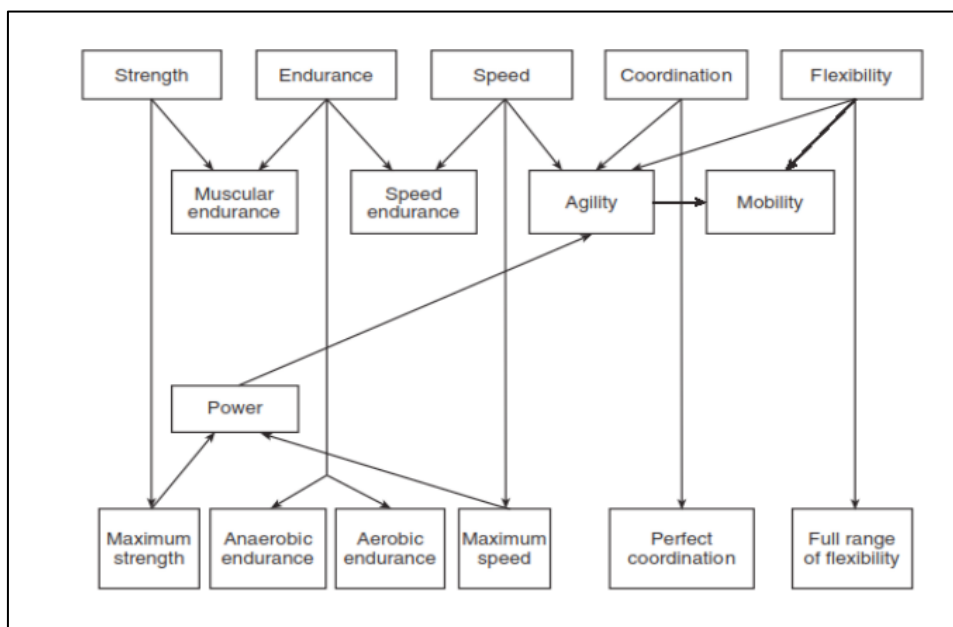 Strength
Endurance
Speed
Coordination
Flexibility
Muscular
endurance
Speed
endurance
Agility
Mobility
Power
Maximum
strength
Anaerobic
endurance
Aerobic
endurance
Maximum
speed
Perfect
coordination
Full range
of flexibility